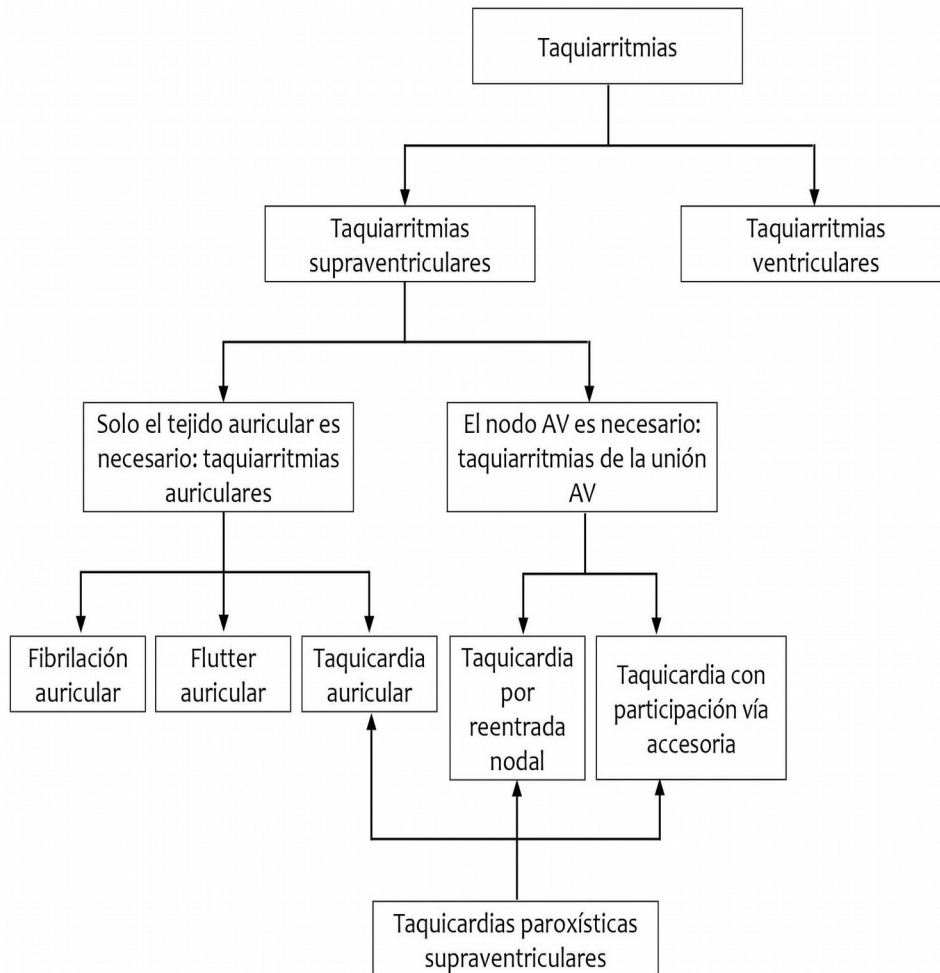 Taquiarritmias
Taquiarritmias
supraventriculares
Taquiarritmias
ventriculares
Solo el tejido auricular es
necesario: taquiarritmias
auriculares
El nodo AV es necesario:
taquiarritmias de la unión
AV
Fibrilación
auricular
Flutter
auricular
Taquicardia
auricular
Taquicardia
por
reentrada
nodal
Taquicardia con
participación vía
accesoria
Taquicardias paroxísticas
supraventriculares